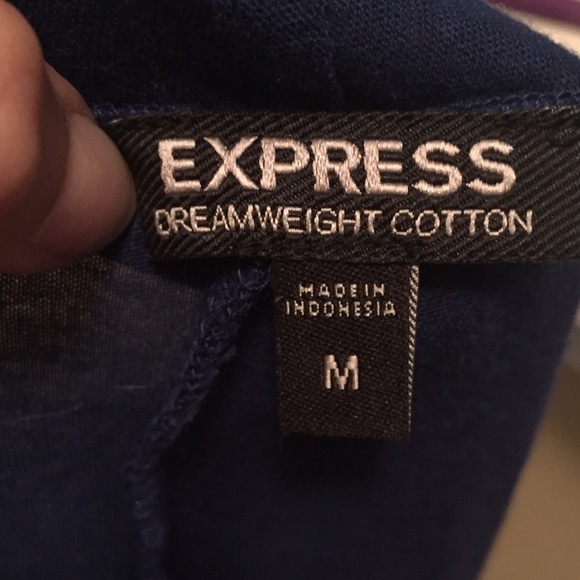 EXPRESS
DREAMWEIGHT COTTON
MADE IN
INDONESIA
M